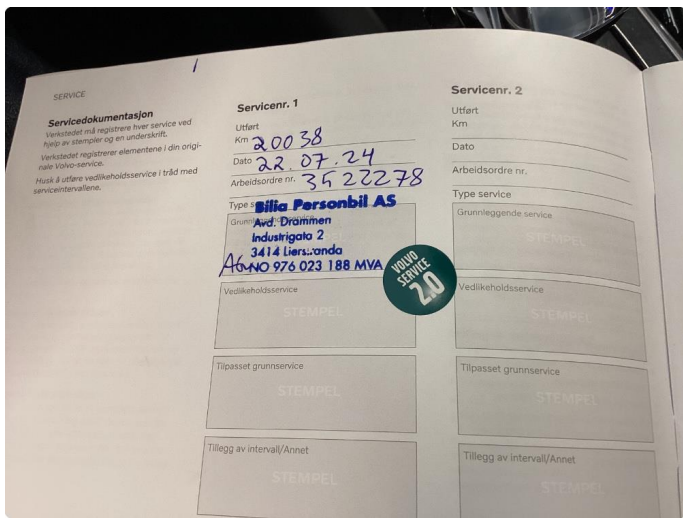 SERVICE
Servicedokumentasjon
Verkstedet må registrere hver service ved
hjelp av stempler og en underskrift.
Verkstedet registrerer elementene i din origi-
nale Volvo-service.
Husk å utføre vedlikeholdsservice i tråd med
serviceintervallene.
Servicenr. 1
Utført
Km 20038
Dato 22.07.24
Arbeidsordre nr. 3522278
Type
Bilia Personbil AS
Avd. Drammen
Industrigata 2
3414
NO 976 023 188 MVA
VOLVO
SERVICE
2.0
Vedlikeholdsservice
STEMPEL
Tilpasset grunnservice
STEMPEL
Tillegg av intervall/Annet
STEMPEL
Servicenr. 2
Utført
Km
Dato
Arbeidsordre nr.
Type service
Grunnleggende service
STEMPEL
Vedlikeholdsservice
STEMPEL
Tilpasset grunnservice
STEMPEL
Tillegg av intervall/Annet
STEMPEL